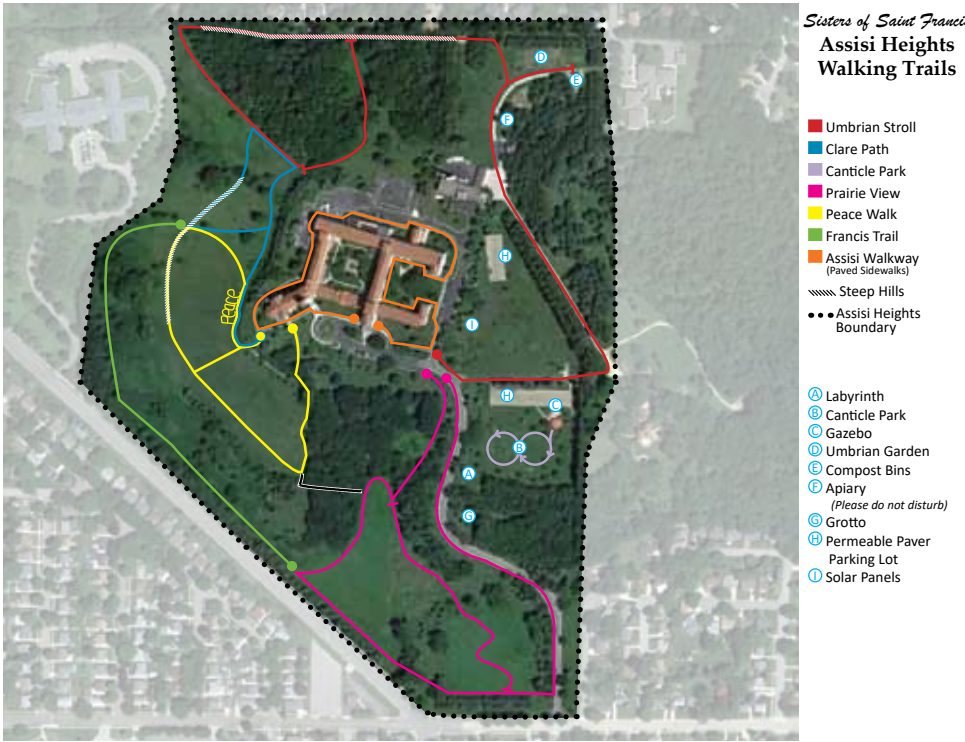 Sisters of Saint Franci
Assisi Heights
Walking Trails
Umbrian Stroll
Clare Path
Canticle Park
Prairie View
Peace Walk
Francis Trail
Assisi Walkway
(Paved Sidewalks)
Steep Hills
Assisi Heights
Boundary
A Labyrinth
B Canticle Park
C Gazebo
D Umbrian Garden
E Compost Bins
F Apiary
(Please do not disturb)
G Grotto
H Permeable Paver
Parking Lot
I Solar Panels
D
E
F
H
Peace
I
H
C
B
A
G